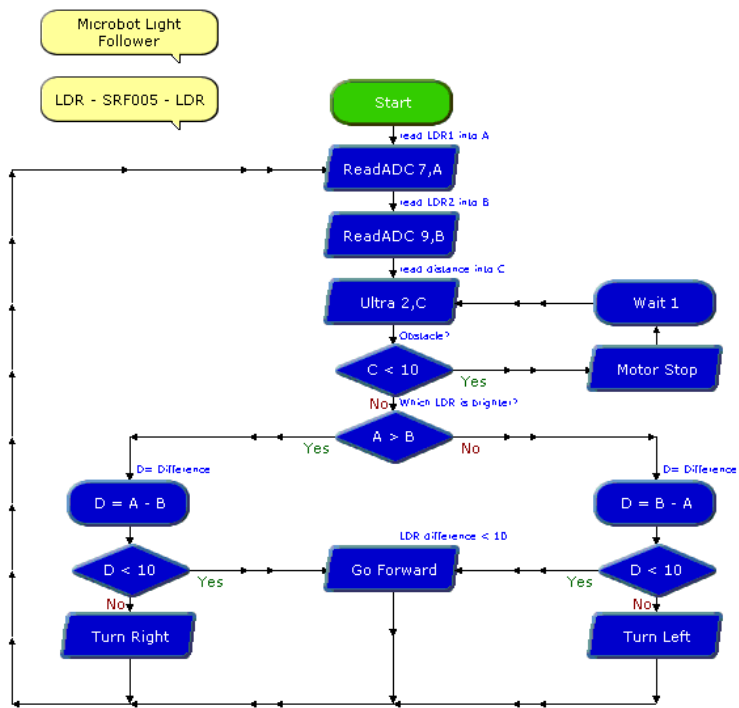 Microbot Light
Follower
LDR - SRF005 - LDR
Start
read LDR1 into A
ReadADC 7,A
read LDR2 into B
ReadADC 9,B
read distance into C
Ultra 2,C
Wait 1
Obstacle?
C < 10
Yes
Motor Stop
No
Which LDR is brighter?
A > B
Yes
No
D= Difference
D= Difference
D = A - B
D = B - A
LDR difference < 10
D < 10
Yes
Go Forward
Yes
D < 10
No
No
Turn Right
Turn Left